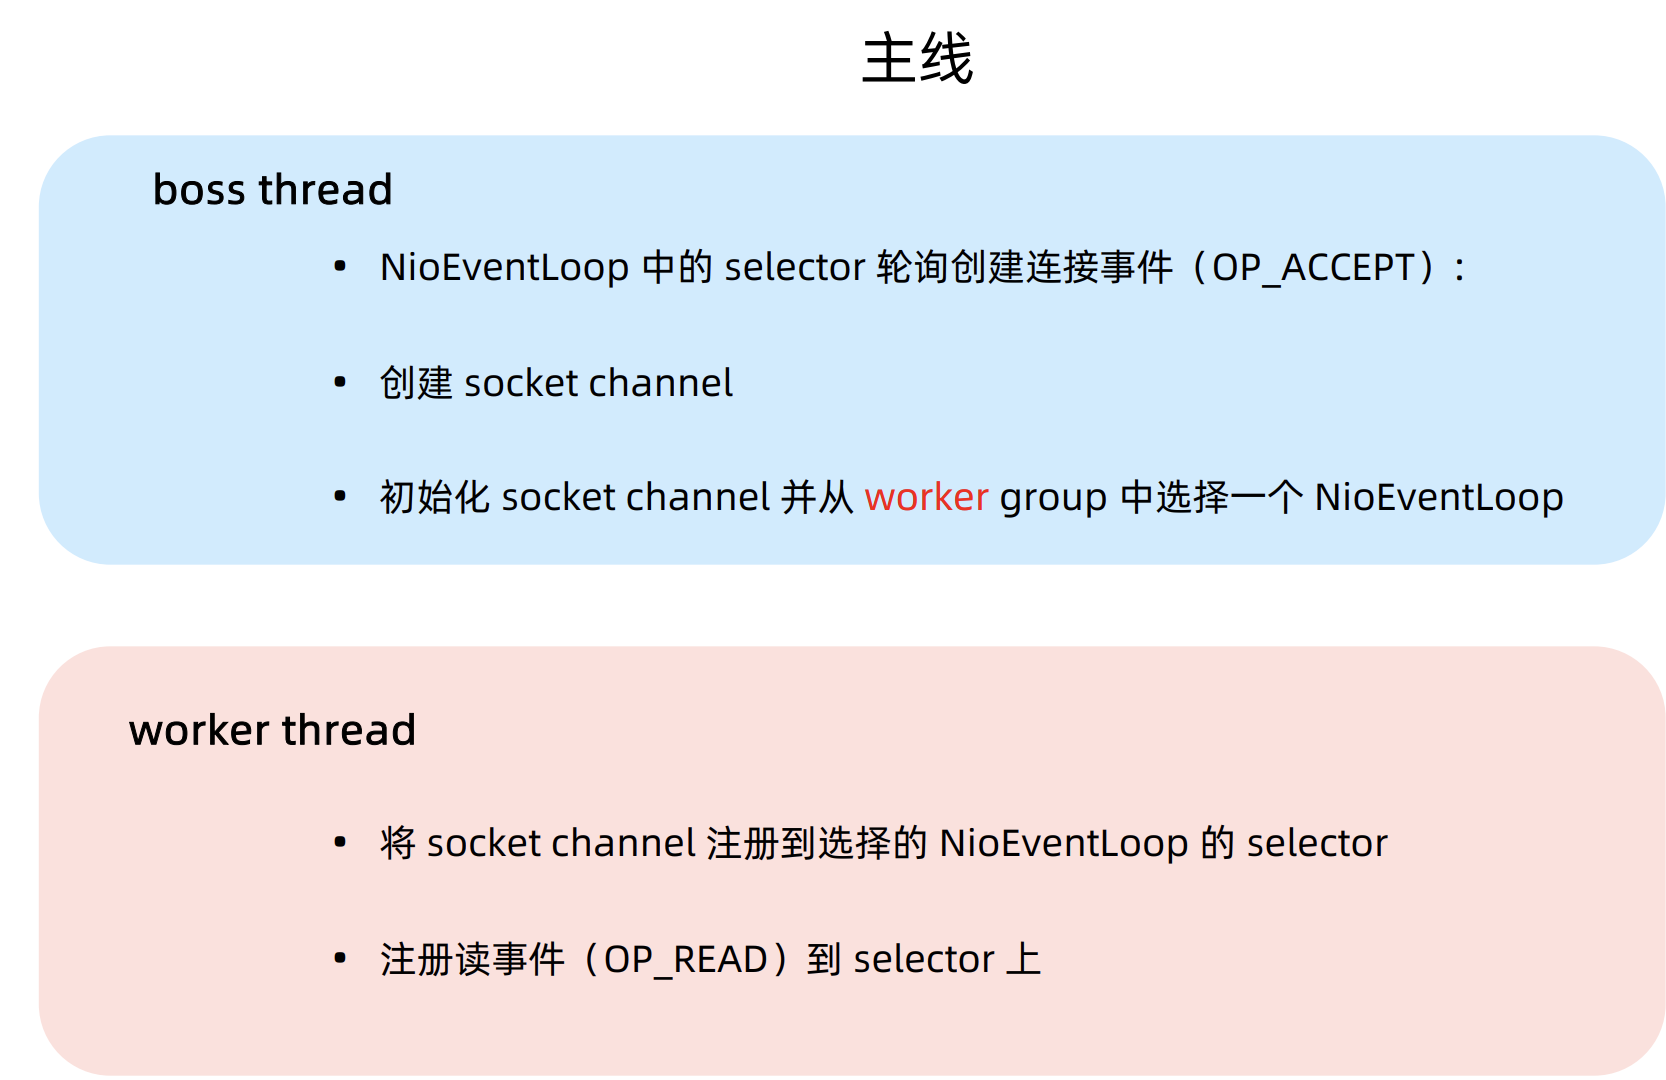 主线
boss thread
• NioEventLoop 中的 selector 轮询创建连接事件（OP_ACCEPT）：
• 创建 socket channel
• 初始化 socket channel 并从 worker group 中选择一个 NioEventLoop
worker thread
• 将 socket channel 注册到选择的 NioEventLoop 的 selector
• 注册读事件（OP_READ）到 selector 上